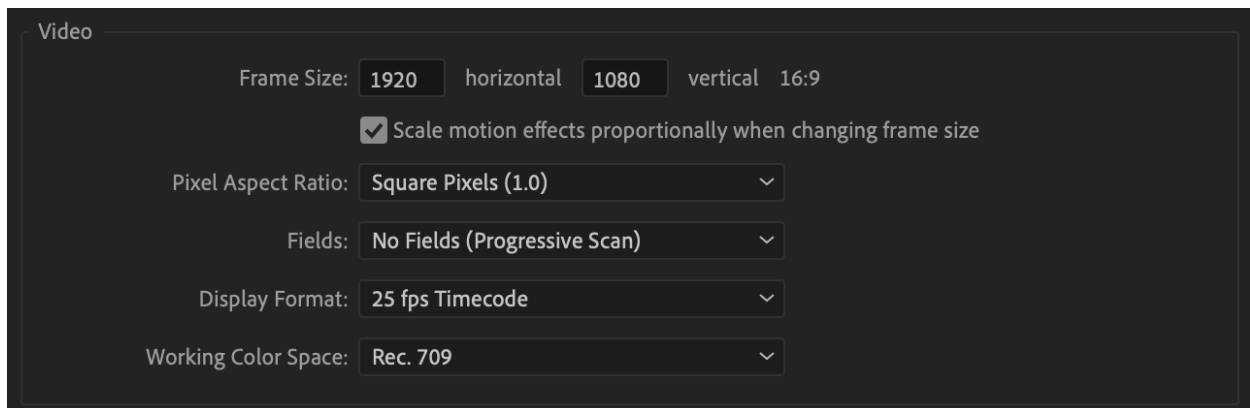 Video
Frame Size: 1920 horizontal 1080 vertical 16:9
Scale motion effects proportionally when changing frame size
Pixel Aspect Ratio: Square Pixels (1.0)
Fields: No Fields (Progressive Scan)
Display Format: 25 fps Timecode
Working Color Space: Rec. 709